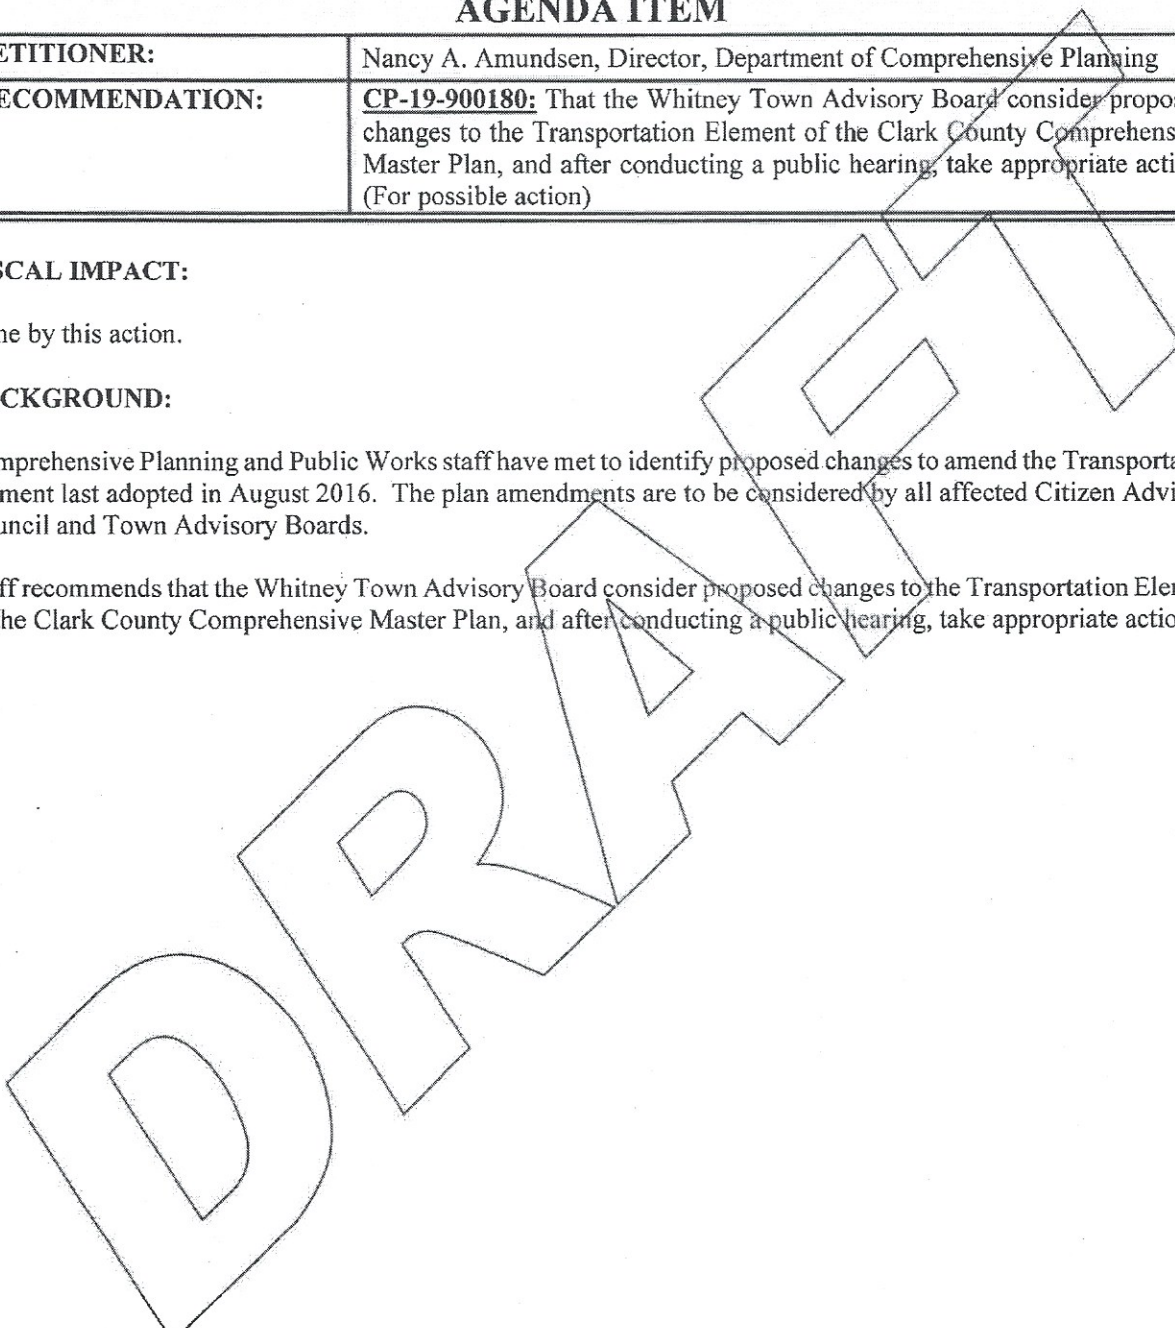 AGENDA ITEM
ETITIONER:
Nancy A. Amundsen, Director, Department of Comprehensive Planning
ECOMMENDATION:
CP-19-900180: That the Whitney Town Advisory Board consider propo
changes to the Transportation Element of the Clark County Comprehens
Master Plan, and after conducting a public hearing, take appropriate acti
(For possible action)
SCAL IMPACT:
ne by this action.
CKGROUND:
mprehensive Planning and Public Works staff have met to identify proposed changes to amend the Transporta
ment last adopted in August 2016. The plan amendments are to be considered by all affected Citizen Advi
uncil and Town Advisory Boards.
ff recommends that the Whitney Town Advisory Board consider proposed changes to the Transportation Eler
he Clark County Comprehensive Master Plan, and after conducting a public hearing, take appropriate actio
DRAFT